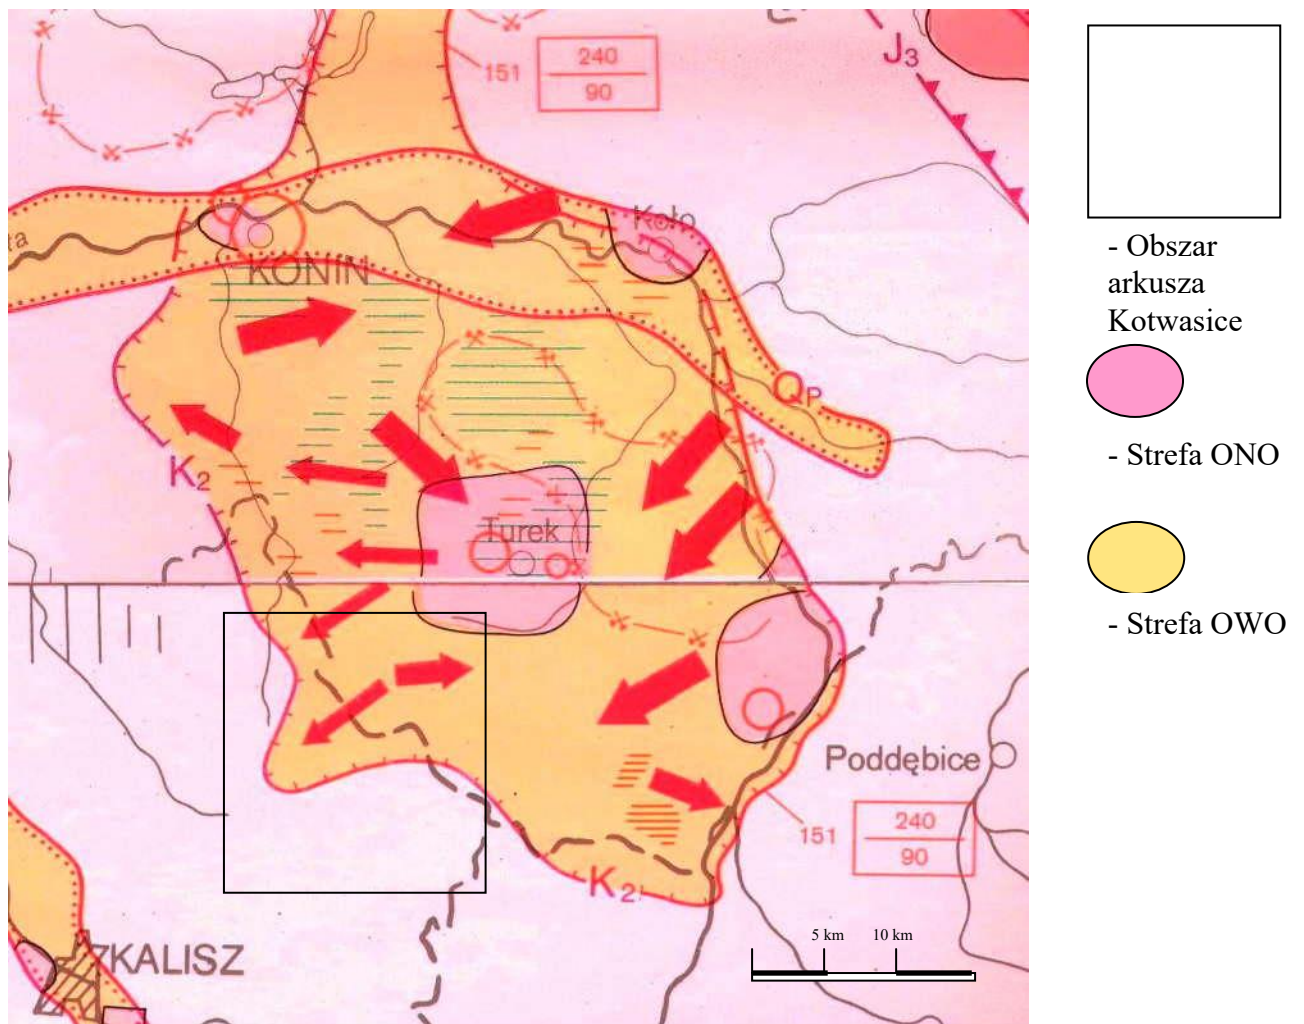 J₃
151
240
90
Koło
ta
KONIN
Qₚ
K₂
Turek
Poddębice
151
240
90
K₂
KALISZ
5 km 10 km
- Obszar
arkusza
Kotwasice
- Strefa ONO
- Strefa OWO